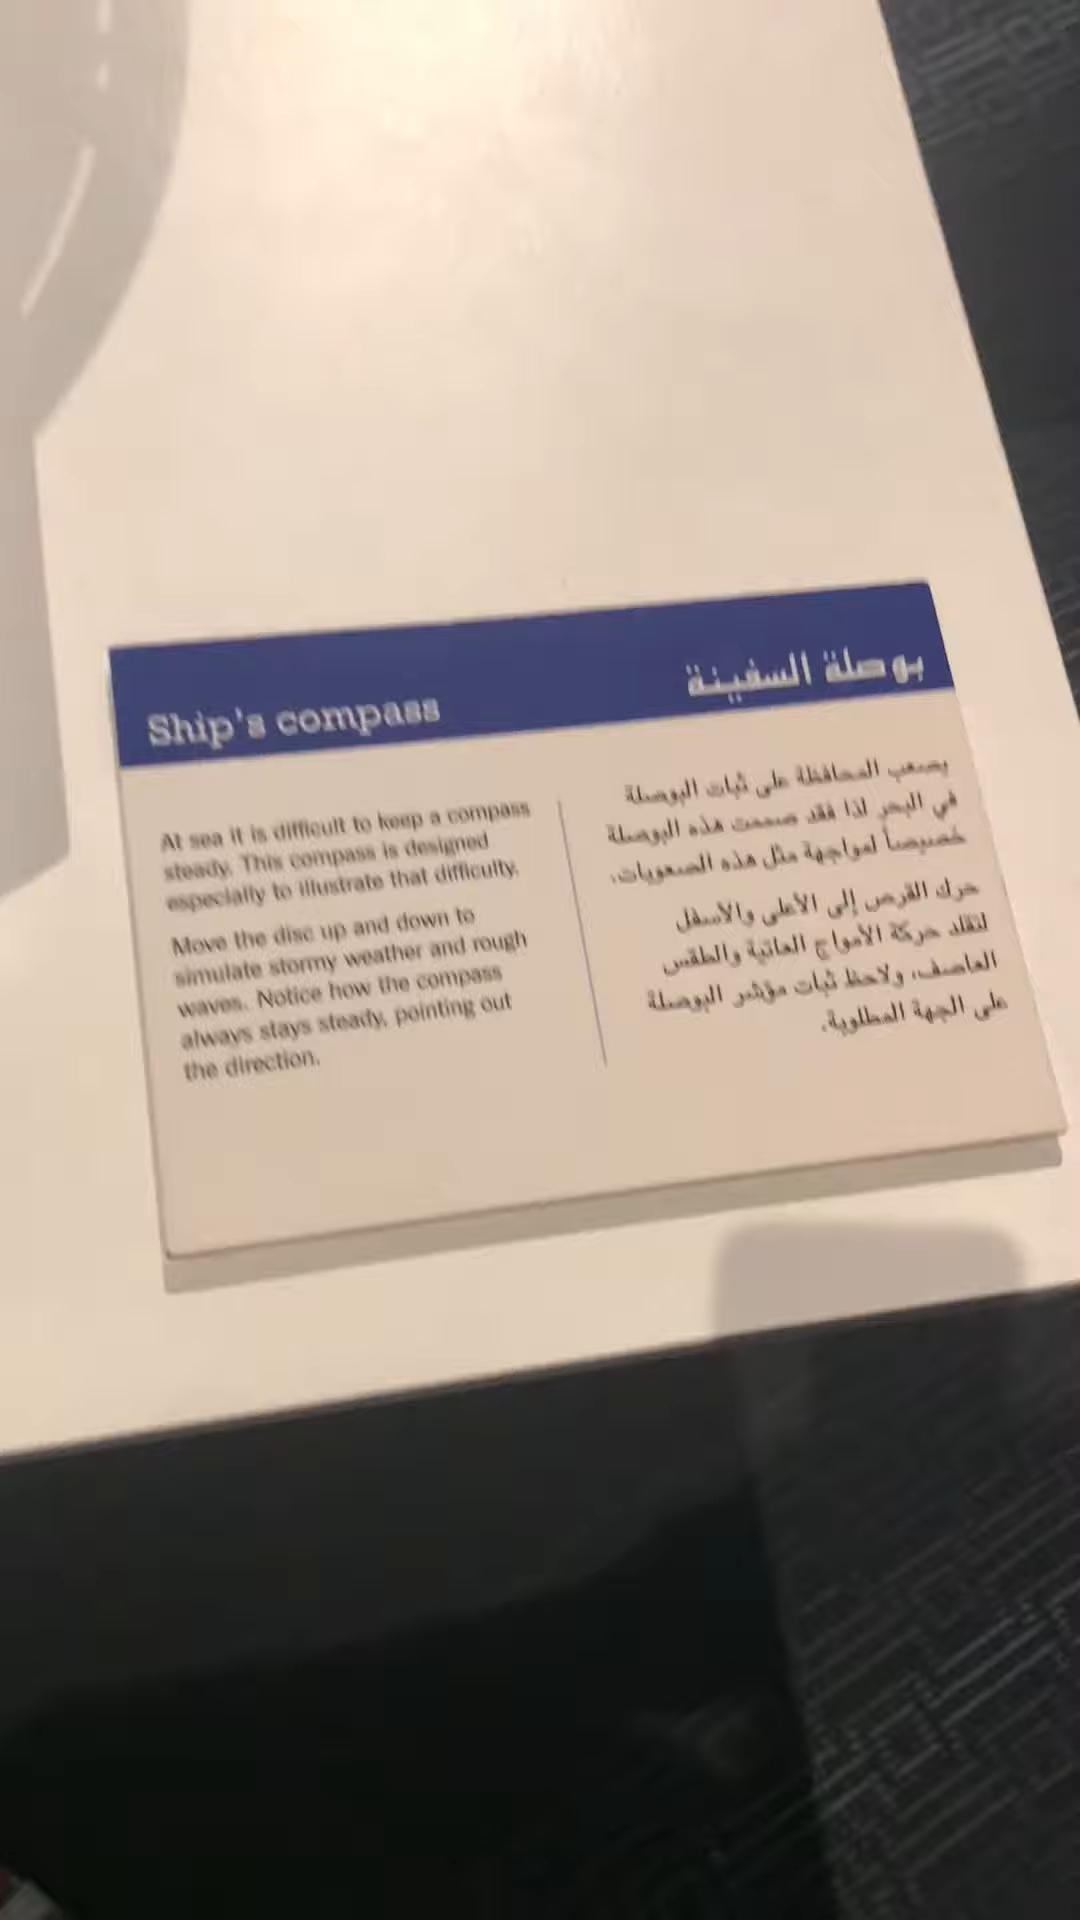 Ship's compass
At sea it is difficult to keep a compass
steady. This compass is designed
especially to illustrate that difficulty.
Move the disc up and down to
simulate stormy weather and rough
waves. Notice how the compass
always stays steady, pointing out
the direction.
بوصلة السفينة
يصعب المحافظة على ثبات البوصلة
في البحر لذا فقد صممت هذه البوصلة
خصيصاً لمواجهة مثل هذه الصعوبات.
حرك القرص إلى الأعلى والأسفل
لتقلد حركة الأمواج العاتية والطقس
العاصف، ولاحظ ثبات مؤشر البوصلة
على الجهة المطلوبة.